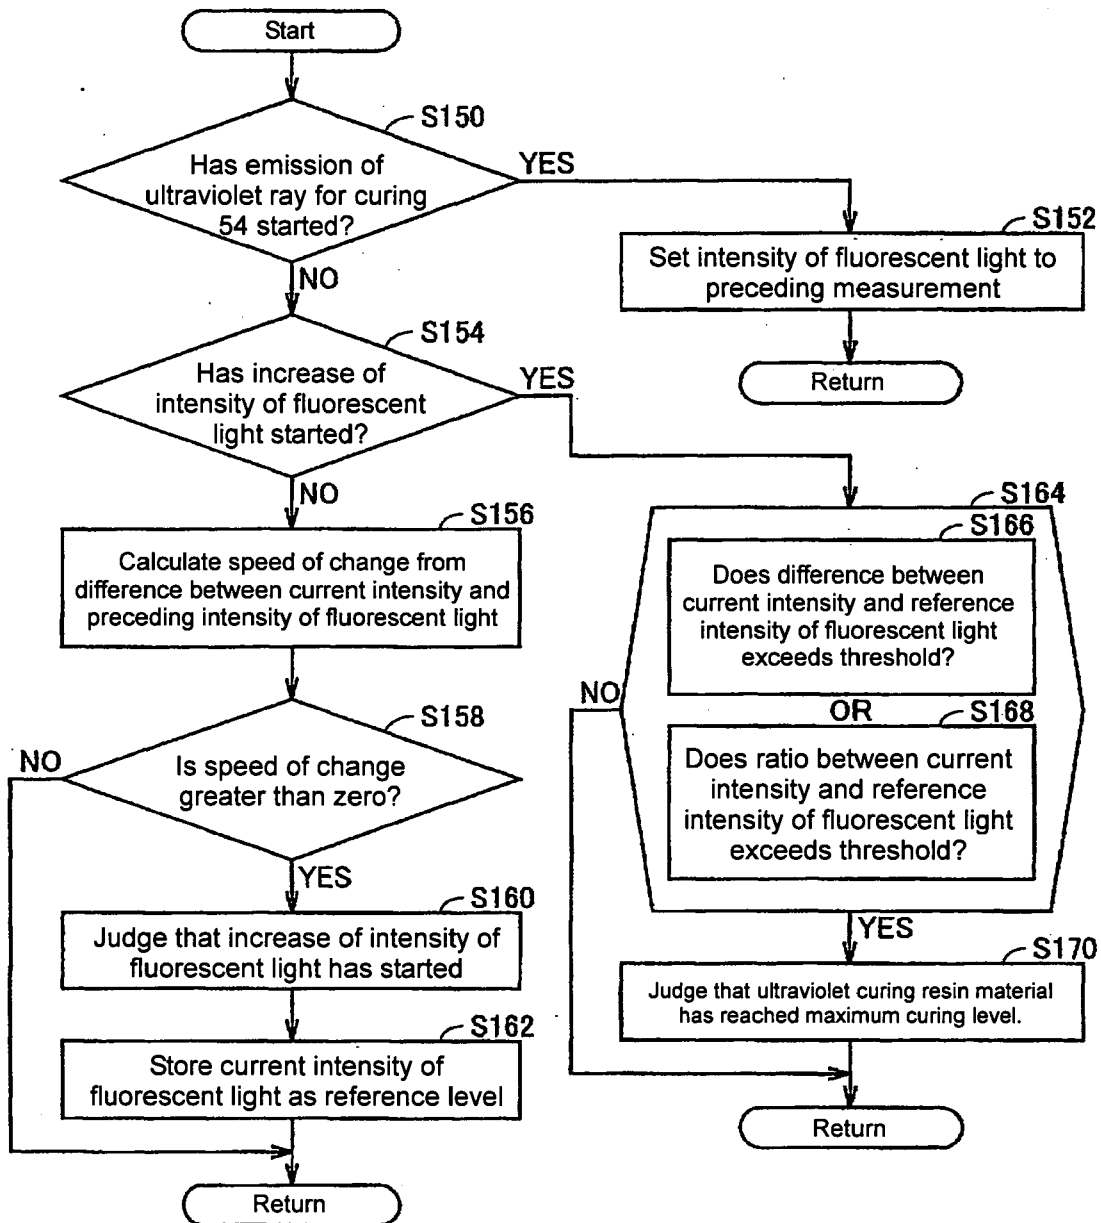 Start
S150
Has emission of
ultraviolet ray for curing
54 started?
YES
NO
S152
Set intensity of fluorescent light to
preceding measurement
Return
S154
Has increase of
intensity of fluorescent
light started?
YES
NO
S156
Calculate speed of change from
difference between current intensity and
preceding intensity of fluorescent light
S158
Is speed of change
greater than zero?
NO
YES
S160
Judge that increase of intensity of
fluorescent light has started
S162
Store current intensity of
fluorescent light as reference level
Return
S164
S166
Does difference between
current intensity and reference
intensity of fluorescent light
exceeds threshold?
NO
OR
S168
Does ratio between current
intensity and reference
intensity of fluorescent light
exceeds threshold?
YES
S170
Judge that ultraviolet curing resin material
has reached maximum curing level.
Return